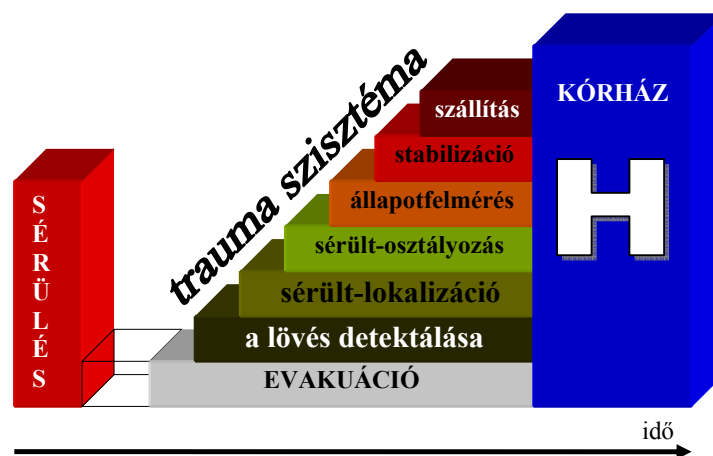 trauma szisztéma
KÓRHÁZ
H
szállítás
stabilizáció
állapotfelmérés
sérült-osztályozás
sérült-lokalizáció
a lövés detektálása
EVAKUÁCIÓ
SÉRÜLÉS
idő